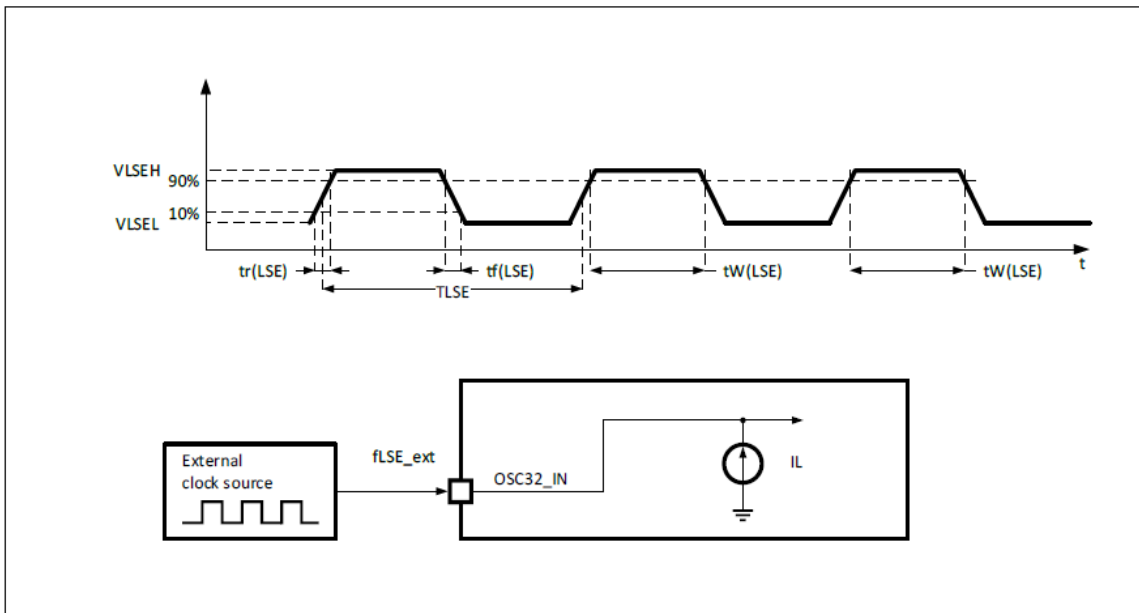 VLSEH
90%
10%
VLSEL
tr(LSE)
tf(LSE)
tW(LSE)
tW(LSE)
t
TLSE
External
clock source
fLSE_ext
OSC32_IN
IL